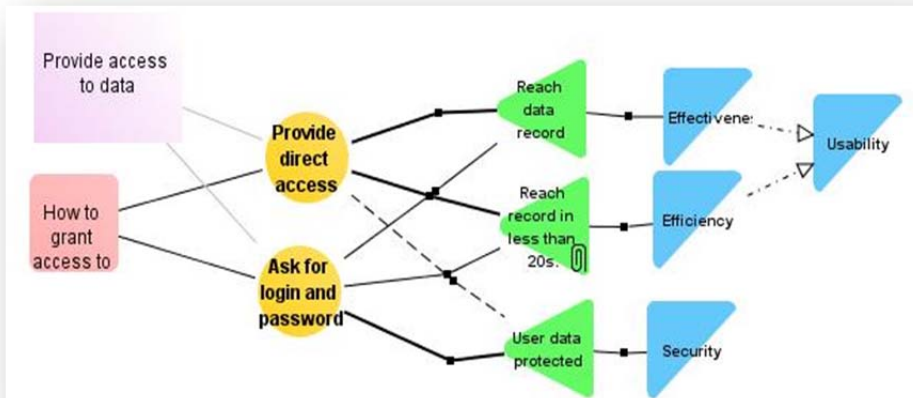 Provide access
to data
How to
grant
access to
Provide
direct
access
Ask for
login and
password
Reach
data
record
Reach
record in
less than
20s.
User data
protected
Effectivene
Efficiency
Security
Usability